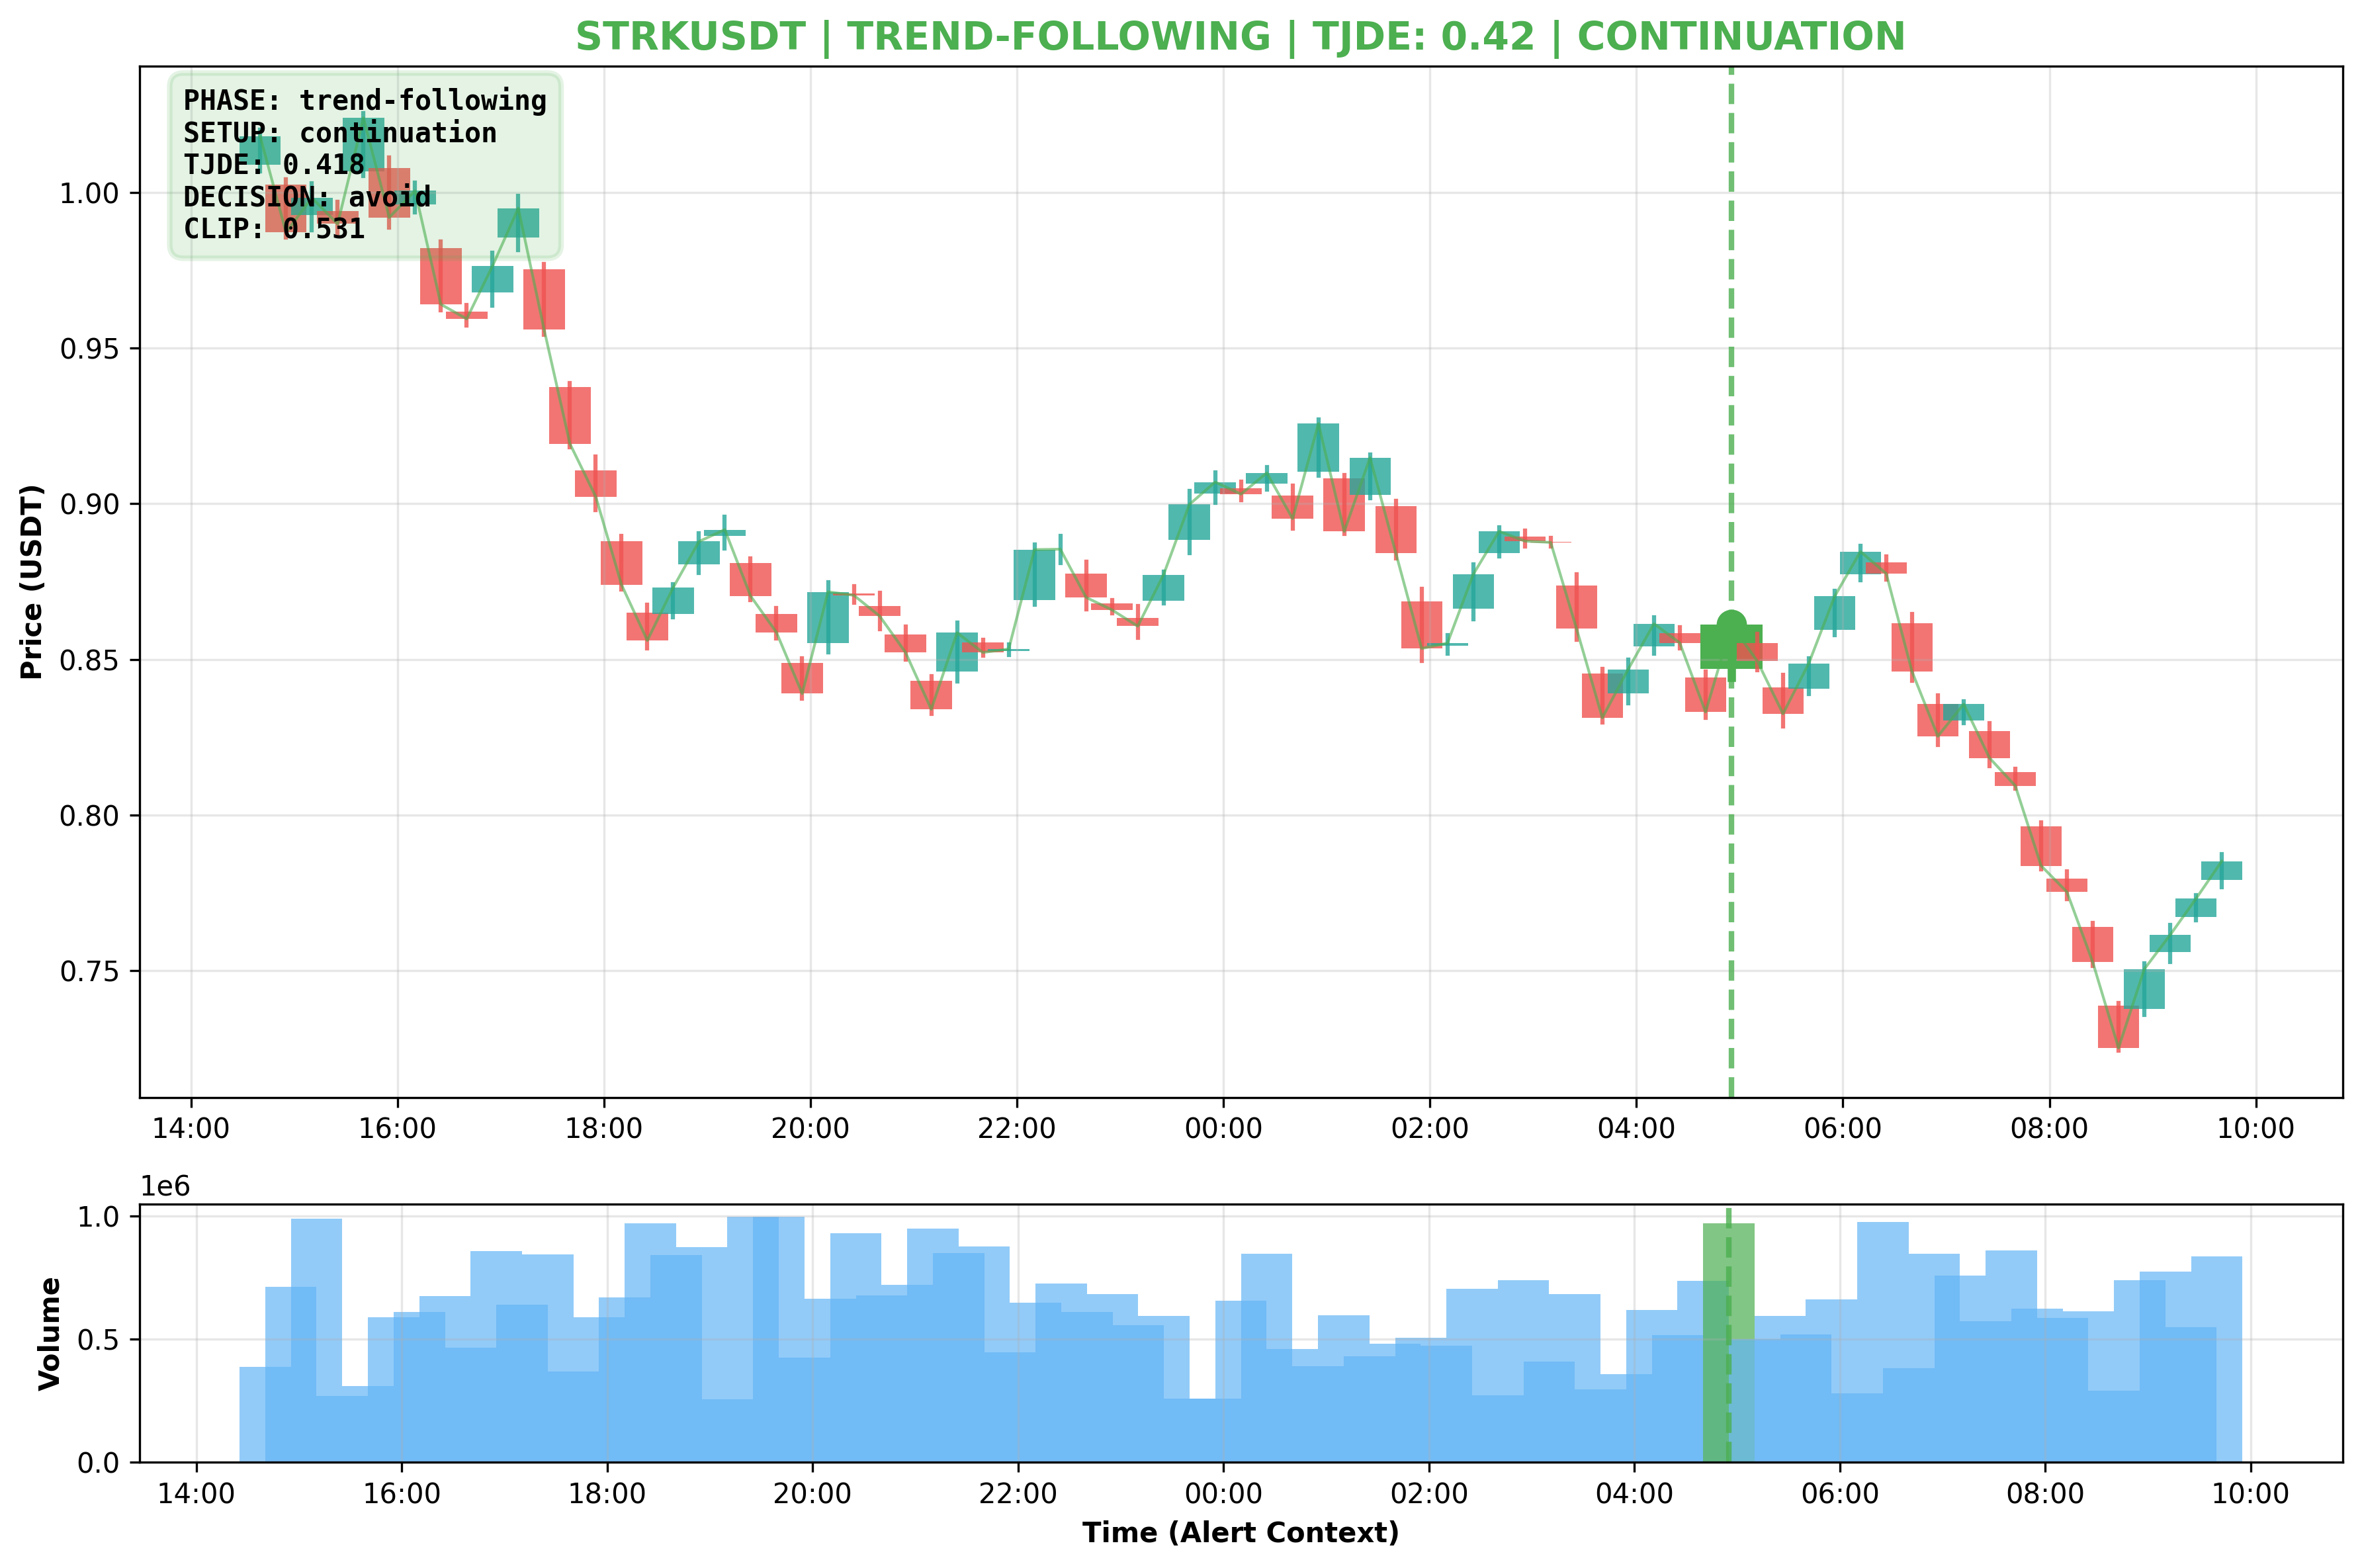 STRKUSDT | TREND-FOLLOWING | TJDE: 0.42 | CONTINUATION
PHASE: trend-following
SETUP: continuation
TJDE: 0.418
DECISION: avoid
CLIP: 0.531
Price (USDT)
1.00
0.95
0.90
0.85
0.80
0.75
14:00 16:00 18:00 20:00 22:00 00:00 02:00 04:00 06:00 08:00 10:00
1e6
Volume
1.0
0.5
0.0
14:00 16:00 18:00 20:00 22:00 00:00 02:00 04:00 06:00 08:00 10:00
Time (Alert Context)